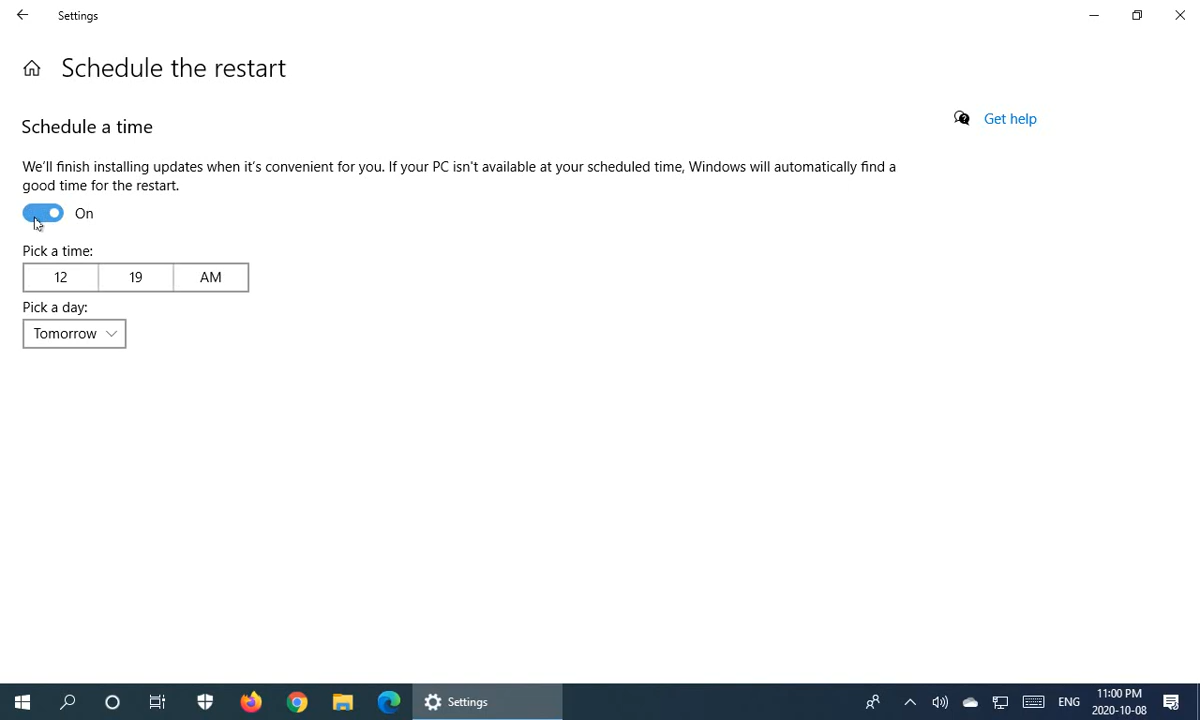 Settings
Schedule the restart
Schedule a time
Get help
We'll finish installing updates when it's convenient for you. If your PC isn't available at your scheduled time, Windows will automatically find a
good time for the restart.
On
Pick a time:
12 19 AM
Pick a day:
Tomorrow
Settings
ENG
11:00 PM
2020-10-08